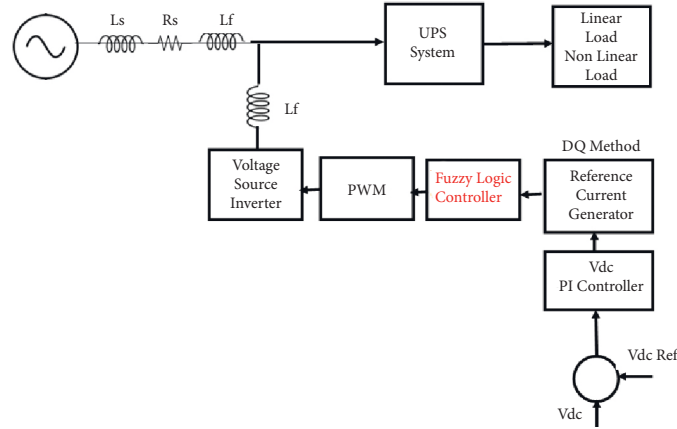 Ls
Rs
Lf
UPS
System
Linear
Load
Non Linear
Load
Lf
DQ Method
Voltage
Source
Inverter
PWM
Fuzzy Logic
Controller
Reference
Current
Generator
Vdc
PI Controller
Vdc Ref
Vdc